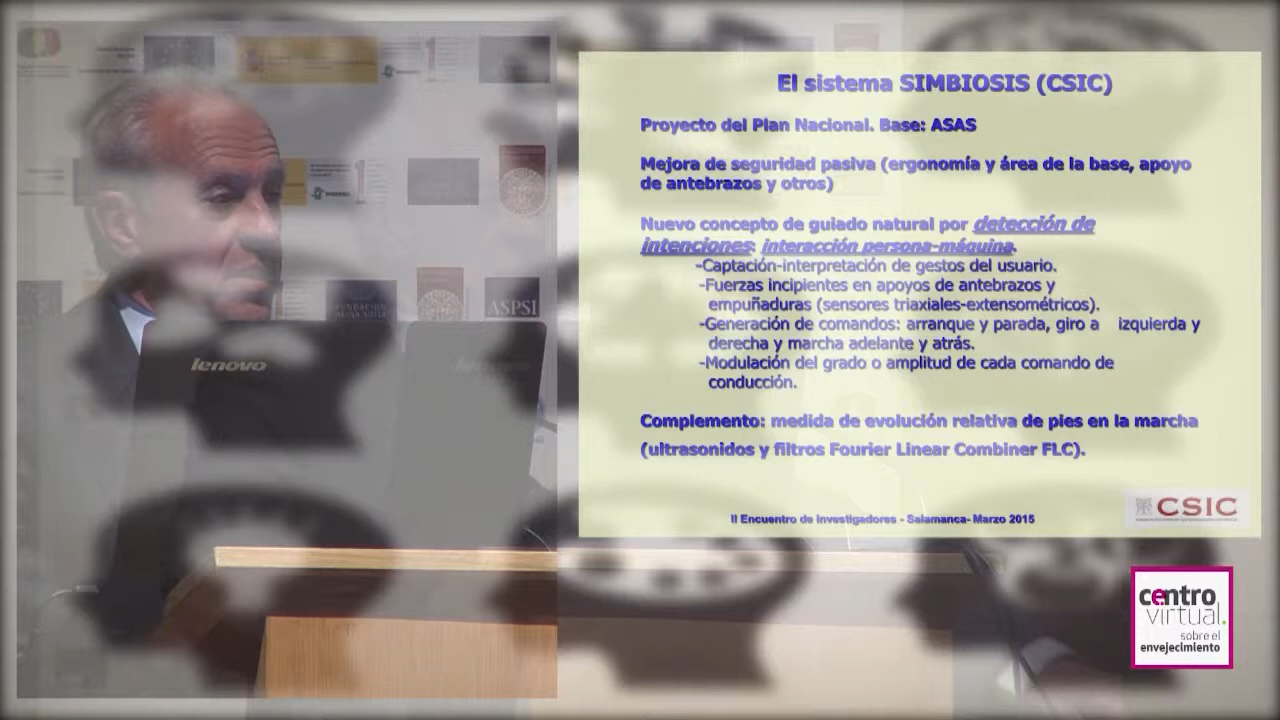 El sistema SIMBIOSIS (CSIC)
Proyecto del Plan Nacional. Base: ASAS
Mejora de seguridad pasiva (ergonomía y área de la base, apoyo
de antebrazos y otros)
Nuevo concepto de guiado natural por detección de
intenciones: interacción persona-máquina.
-Captación-interpretación de gestos del usuario.
-Fuerzas incipientes en apoyos de antebrazos y
empuñaduras (sensores triaxiales-extensométricos).
-Generación de comandos: arranque y parada, giro a izquierda y
derecha y marcha adelante y atrás.
-Modulación del grado o amplitud de cada comando de
conducción.
Complemento: medida de evolución relativa de pies en la marcha
(ultrasonidos y filtros Fourier Linear Combiner FLC).
II Encuentro de Investigadores - Salamanca- Marzo 2015
CSIC
centro
virtual.
sobre el
envejecimiento
lenovo
FUNDACIÓN
REINA SOFÍA
ASPSI